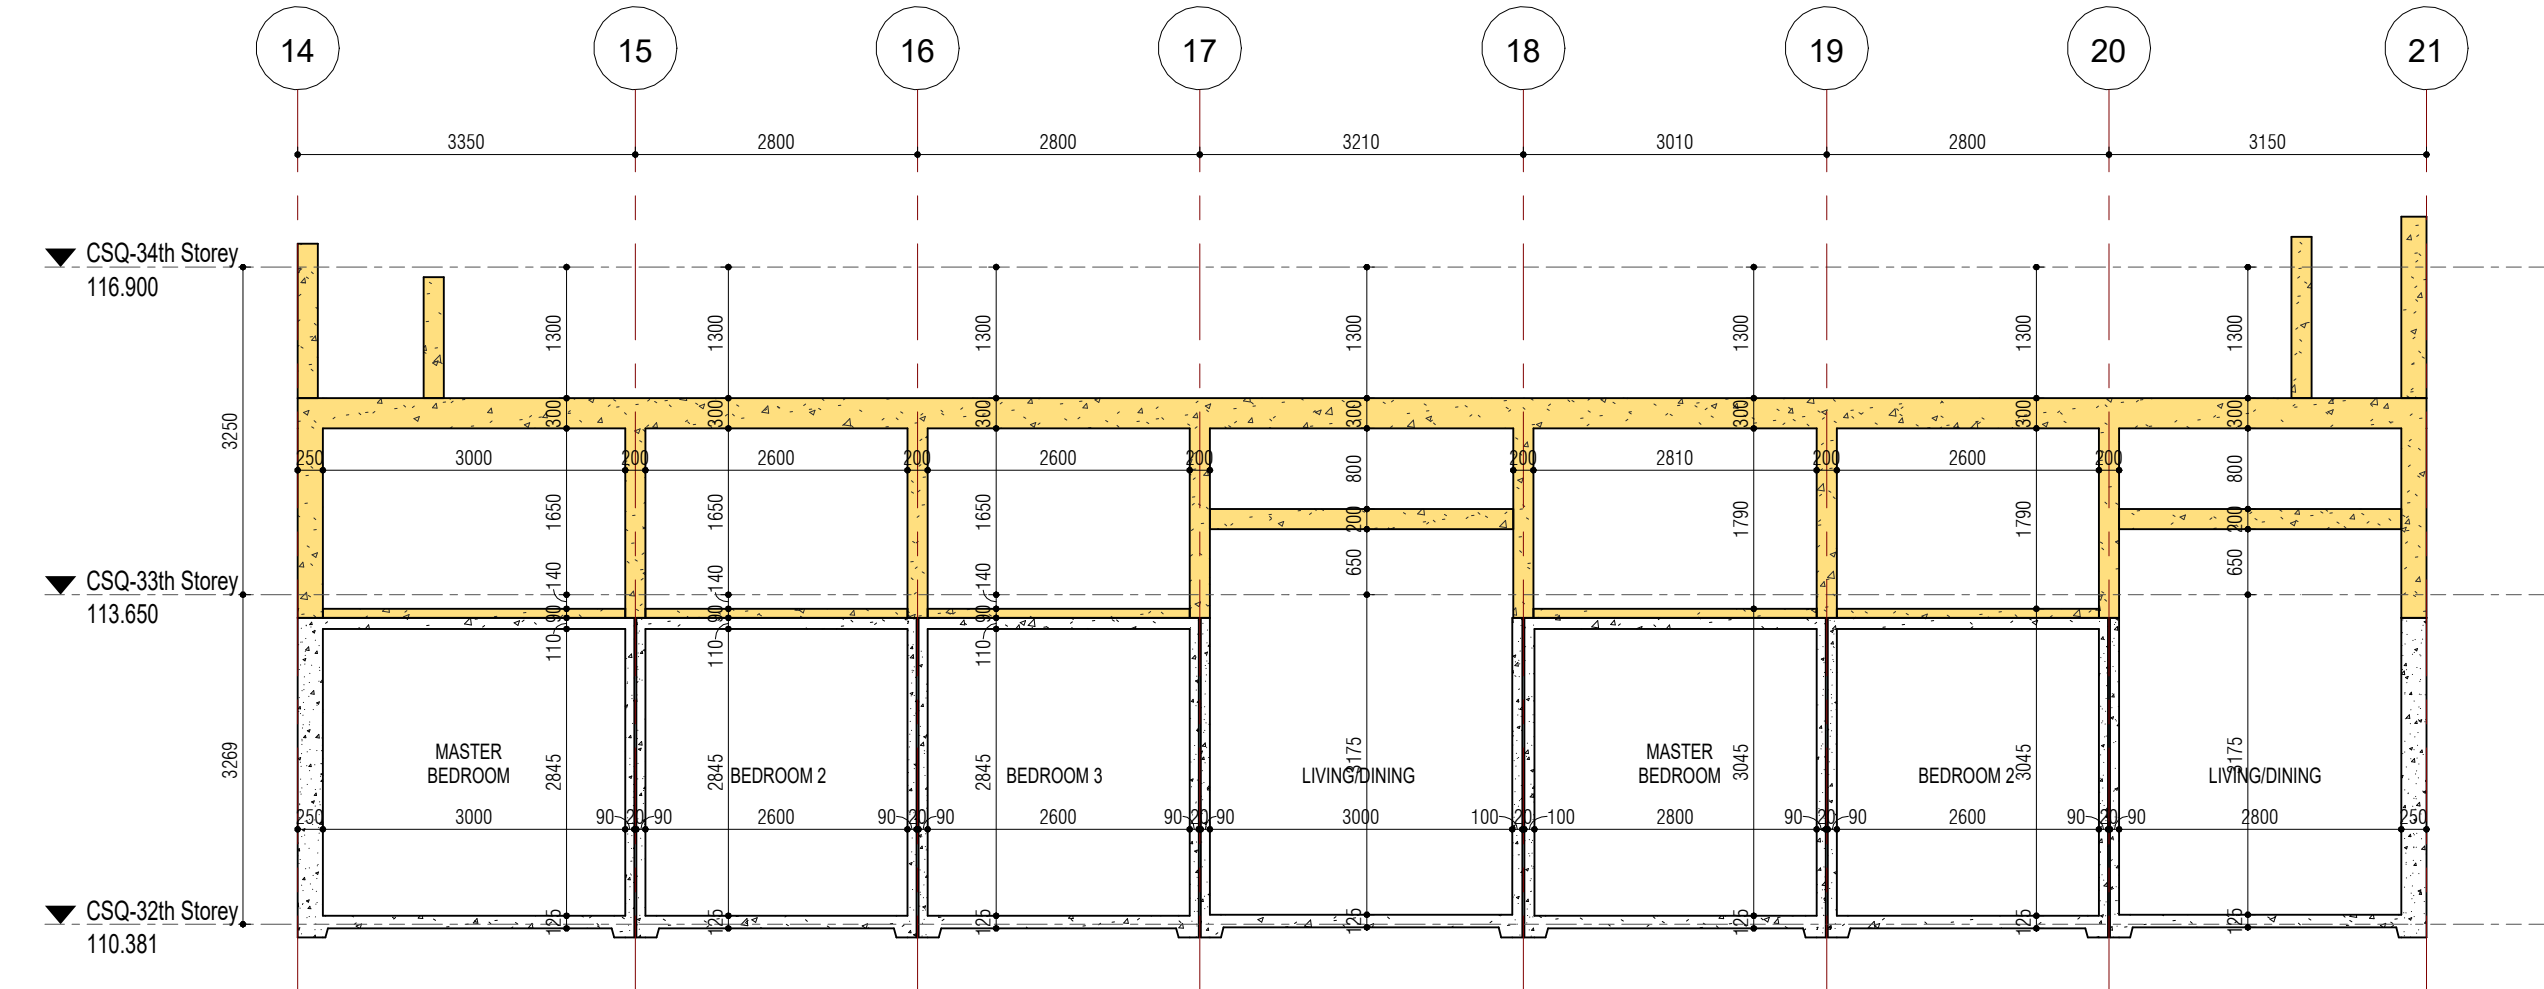 14 15 16 17 18 19 20 21
3350 2800 2800 3210 3010 2800 3150
CSQ-34th Storey
116.900
1300 1300 1300 1300 1300 1300 1300
3250
300 300 300 300 300 300 300
250 3000 200 2600 200 2600 200 800 200 2810 200 2600 200 800
1650 1650 1650 200 1790 1790 200
650 650
CSQ-33th Storey
113.650
140 140 140
90 90 90
110 110 110
3269
MASTER
BEDROOM
2845
2845
BEDROOM 2
2845
BEDROOM 3
3175
LIVING/DINING
MASTER
BEDROOM
3045
BEDROOM 2
3045
3175
LIVING/DINING
250 3000 90 20 90 2600 90 20 90 2600 90 20 90 3000 100 20 100 2800 90 20 90 2600 90 20 90 2800 250
CSQ-32th Storey
110.381
125 125 125 125 125 125 125